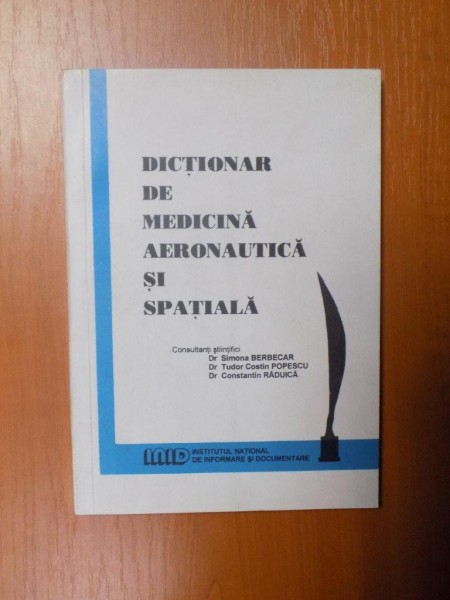 DICȚIONAR
DE
MEDICINĂ
AERONAUTICĂ
ȘI
SPAȚIALĂ
Consultanți științifici
Dr Simona BERBECAR
Dr Tudor Costin POPESCU
Dr Constantin RĂDUICĂ
INID INSTITUTUL NATIONAL
DE INFORMARE ȘI DOCUMENTARE